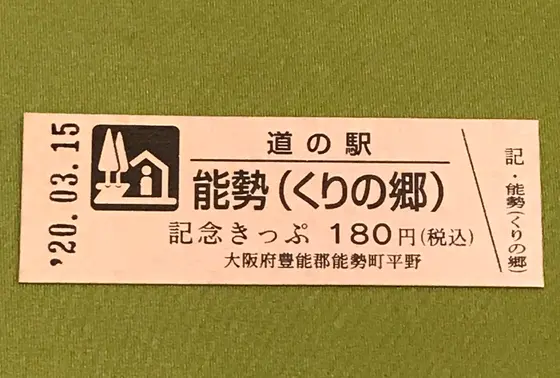 '20.03.15
道の駅
能勢(くりの郷)
記念きっぷ 180円(税込)
大阪府豊能郡能勢町平野
記・能勢(くりの郷)